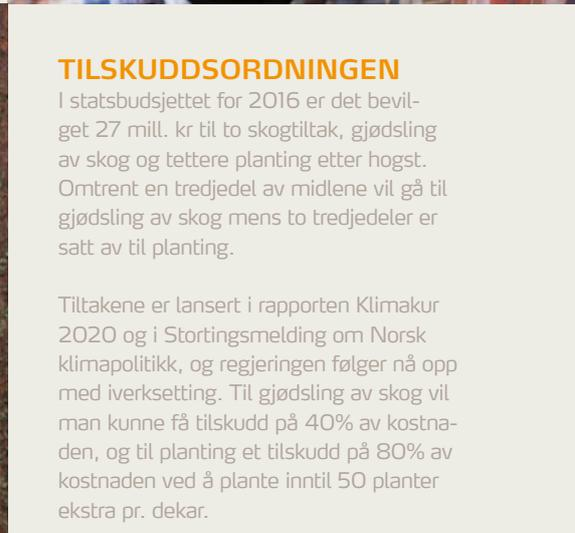 TILSKUDDSORDNINGEN
I statsbudsjettet for 2016 er det bevil-
get 27 mill. kr til to skogtiltak, gjødsling
av skog og tettere planting etter hogst.
Omtrent en tredjedel av midlene vil gå til
gjødsling av skog mens to tredjedeler er
satt av til planting.
Tiltakene er lansert i rapporten Klimakur
2020 og i Stortingsmelding om Norsk
klimapolitikk, og regjeringen følger nå opp
med iverksetting. Til gjødsling av skog vil
man kunne få tilskudd på 40% av kostna-
den, og til planting et tilskudd på 80% av
kostnaden ved å plante inntil 50 planter
ekstra pr. dekar.